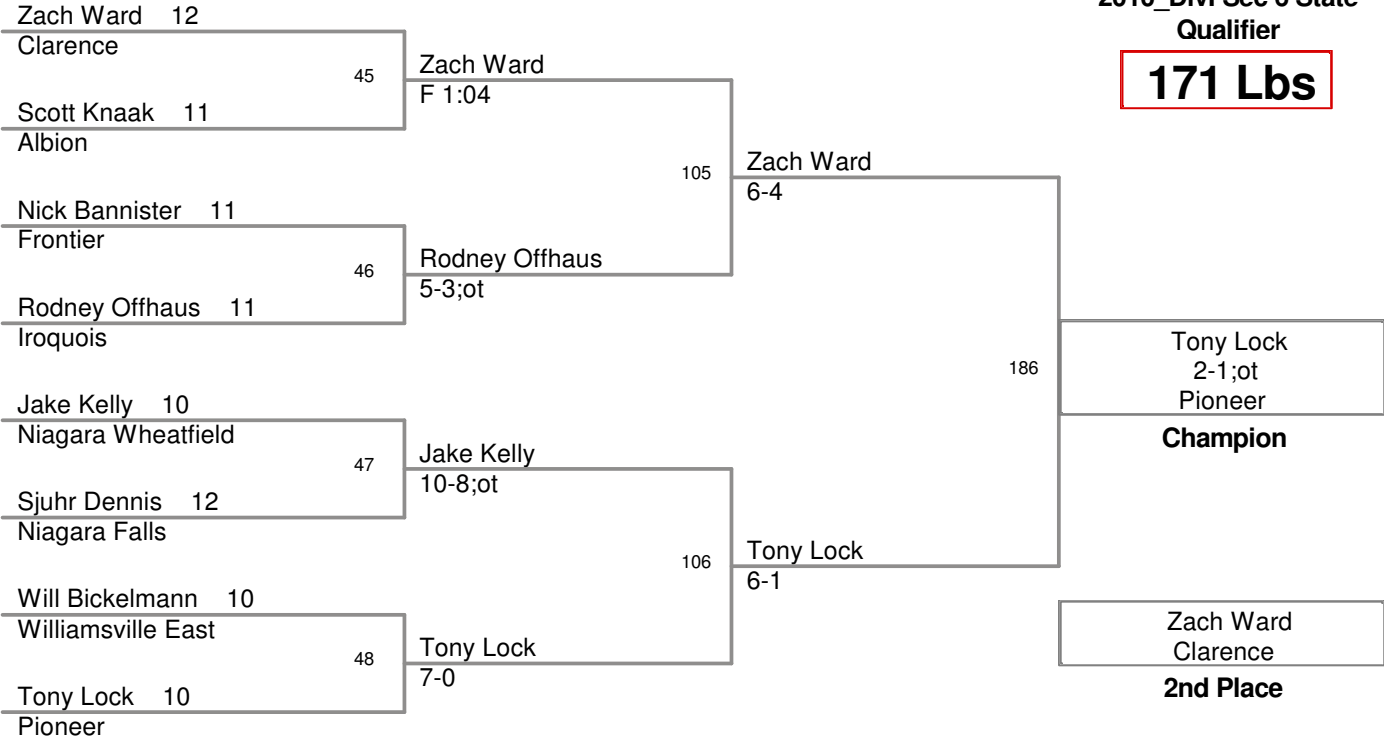 2010_DivI Sec 6 State
Qualifier
171 Lbs
Zach Ward 12
Clarence
45
Scott Knaak 11
Albion
Zach Ward
F 1:04
105
Nick Bannister 11
Frontier
46
Rodney Offhaus 11
Iroquois
Rodney Offhaus
5-3;ot
Zach Ward
6-4
186
Jake Kelly 10
Niagara Wheatfield
47
Sjuhr Dennis 12
Niagara Falls
Jake Kelly
10-8;ot
106
Will Bickelmann 10
Williamsville East
48
Tony Lock 10
Pioneer
Tony Lock
7-0
Tony Lock
6-1
Tony Lock
2-1;ot
Pioneer
Champion
Zach Ward
Clarence
2nd Place